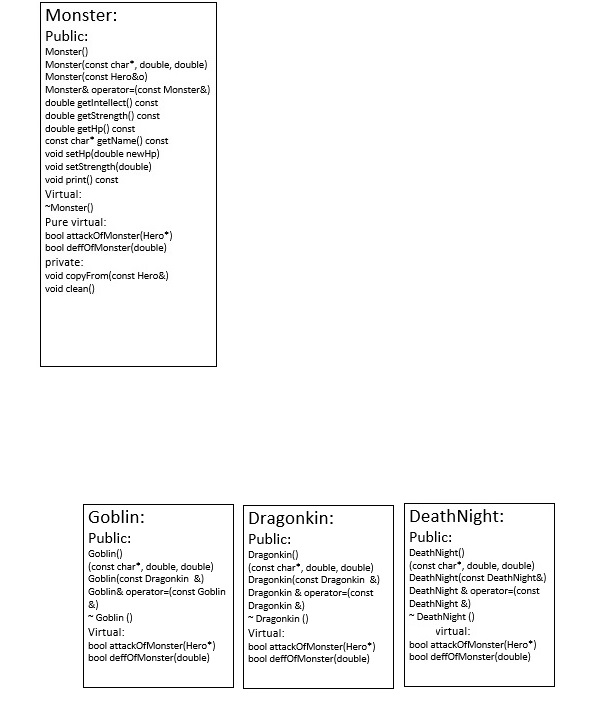 Monster:
Public:
Monster()
Monster(const char*, double, double)
Monster(const Hero&o)
Monster& operator=(const Monster&)
double getIntellect() const
double getStrength() const
double getHp() const
const char* getName() const
void setHp(double newHp)
void setStrength(double)
void print() const
Virtual:
~Monster()
Pure virtual:
bool attackOfMonster(Hero*)
bool deffOfMonster(double)
private:
void copyFrom(const Hero&)
void clean()
Goblin:
Public:
Goblin()
(const char*, double, double)
Goblin(const Dragonkin &)
Goblin& operator=(const Goblin
&)
~ Goblin ()
Virtual:
bool attackOfMonster(Hero*)
bool deffOfMonster(double)
Dragonkin:
Public:
Dragonkin()
(const char*, double, double)
Dragonkin(const Dragonkin &)
Dragonkin & operator=(const
Dragonkin &)
~ Dragonkin ()
Virtual:
bool attackOfMonster(Hero*)
bool deffOfMonster(double)
DeathNight:
Public:
DeathNight()
(const char*, double, double)
DeathNight(const DeathNight&)
DeathNight & operator=(const
DeathNight &)
~ DeathNight ()
virtual:
bool attackOfMonster(Hero*)
bool deffOfMonster(double)